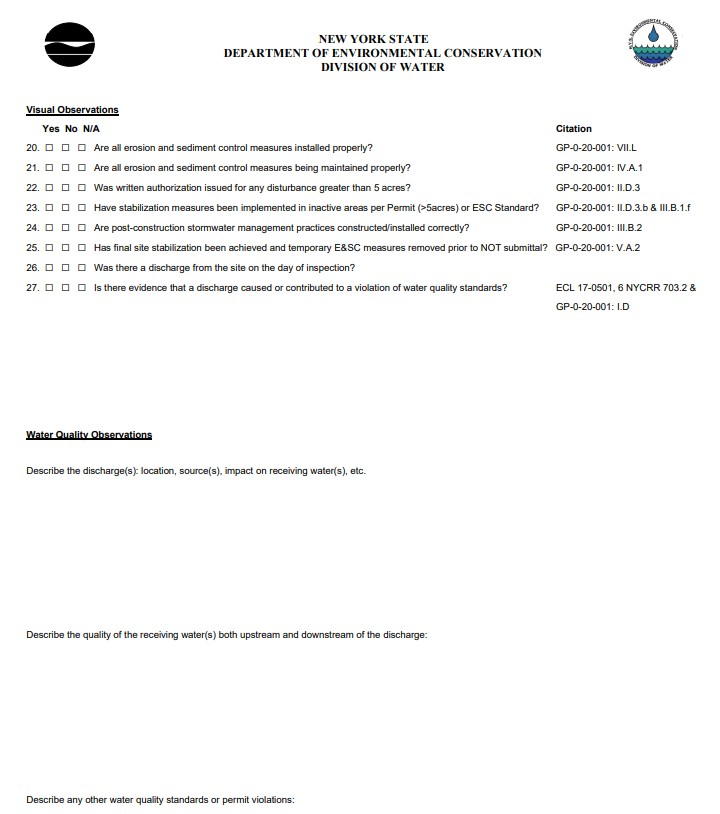 NEW YORK STATE
DEPARTMENT OF ENVIRONMENTAL CONSERVATION
DIVISION OF WATER
DIVISION OF WATER
Visual Observations
Yes No N/A Citation
20. ☐ ☐ ☐ Are all erosion and sediment control measures installed properly? GP-0-20-001: VII.L
21. ☐ ☐ ☐ Are all erosion and sediment control measures being maintained properly? GP-0-20-001: IV.A.1
22. ☐ ☐ ☐ Was written authorization issued for any disturbance greater than 5 acres? GP-0-20-001: II.D.3
23. ☐ ☐ ☐ Have stabilization measures been implemented in inactive areas per Permit (>5acres) or ESC Standard? GP-0-20-001: II.D.3.b & III.B.1.f
24. ☐ ☐ ☐ Are post-construction stormwater management practices constructed/installed correctly? GP-0-20-001: III.B.2
25. ☐ ☐ ☐ Has final site stabilization been achieved and temporary E&SC measures removed prior to NOT submittal? GP-0-20-001: V.A.2
26. ☐ ☐ ☐ Was there a discharge from the site on the day of inspection?
27. ☐ ☐ ☐ Is there evidence that a discharge caused or contributed to a violation of water quality standards? ECL 17-0501, 6 NYCRR 703.2 &
GP-0-20-001: I.D
Water Quality Observations
Describe the discharge(s): location, source(s), impact on receiving water(s), etc.
Describe the quality of the receiving water(s) both upstream and downstream of the discharge:
Describe any other water quality standards or permit violations: